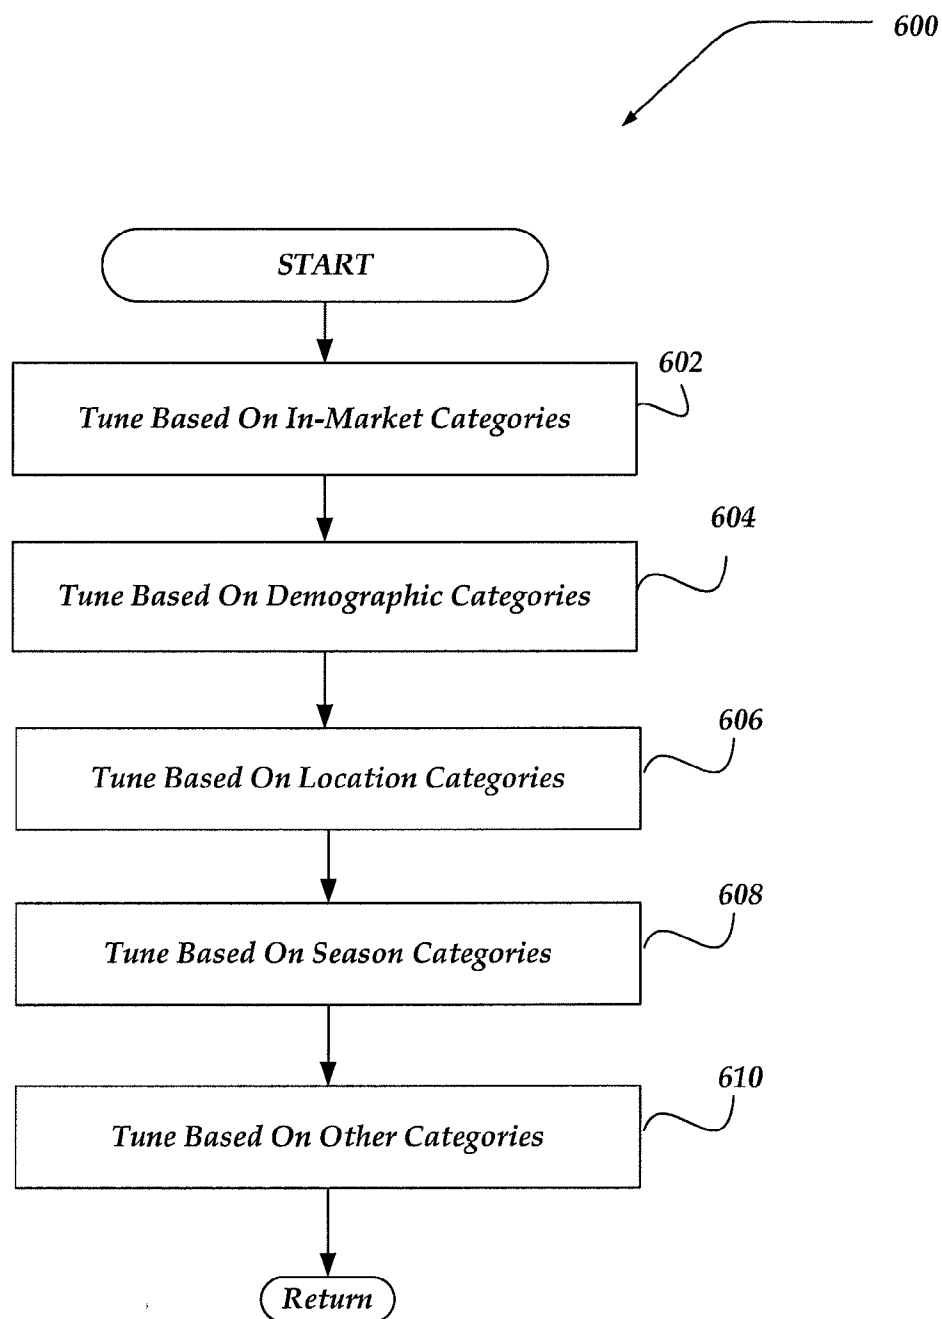 600
START
602
Tune Based On In-Market Categories
604
Tune Based On Demographic Categories
606
Tune Based On Location Categories
608
Tune Based On Season Categories
610
Tune Based On Other Categories
Return